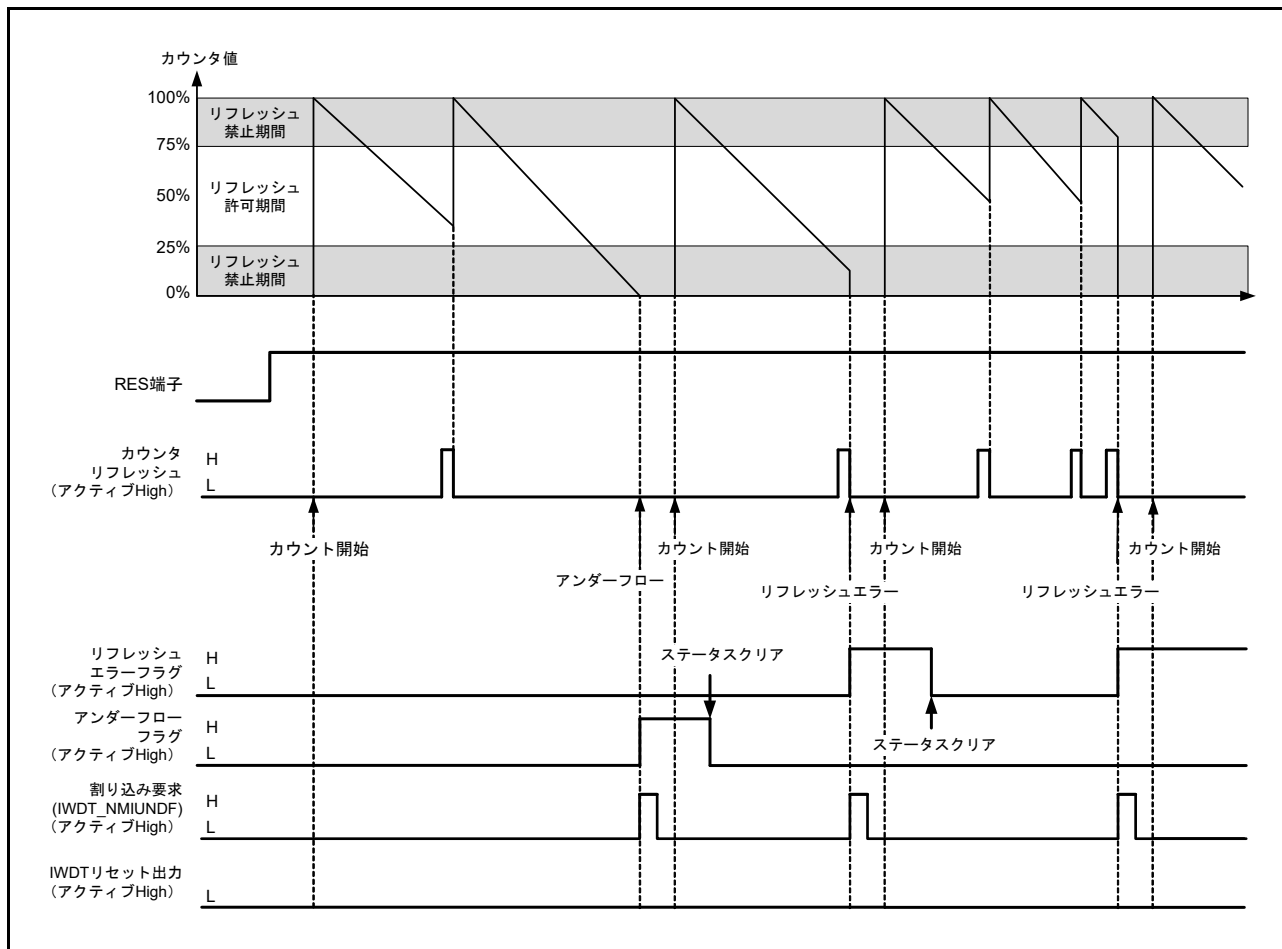 カウンタ値
100%
リフレッシュ
禁止期間
75%
リフレッシュ
50%
許可期間
25%
リフレッシュ
禁止期間
0%
RES端子
カウンタ
リフレッシュ
（アクティブHigh）
H
L
カウント開始
カウント開始
カウント開始
カウント開始
アンダーフロー
リフレッシュエラー
リフレッシュエラー
リフレッシュ
エラーフラグ
（アクティブHigh）
H
L
ステータスクリア
アンダーフロー
フラグ
（アクティブHigh）
H
L
ステータスクリア
割り込み要求
(IWDT_NMIUNDF)
（アクティブHigh）
H
L
IWDTリセット出力
（アクティブHigh）
L